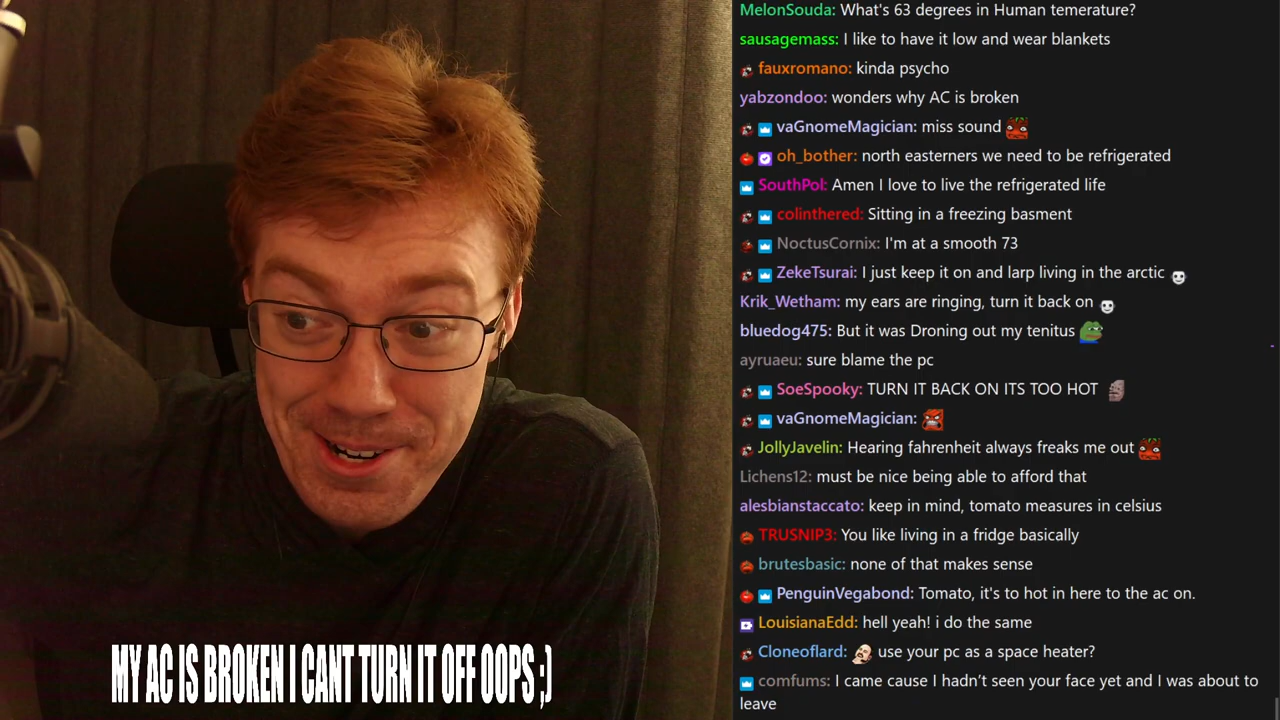 MelonSouda: What's 63 degrees in Human temerature?
sausagemass: I like to have it low and wear blankets
fauxromano: kinda psycho
yabzondoo: wonders why AC is broken
vaGnomeMagician: miss sound
oh_bother: north easterners we need to be refrigerated
SouthPol: Amen I love to live the refrigerated life
colinthered: Sitting in a freezing basment
NoctusCornix: I'm at a smooth 73
ZekeTsurai: I just keep it on and larp living in the arctic
Krik_Wetham: my ears are ringing, turn it back on
bluedog475: But it was Droning out my tenitus
ayruaeu: sure blame the pc
SoeSpooky: TURN IT BACK ON ITS TOO HOT
vaGnomeMagician:
JollyJavelin: Hearing fahrenheit always freaks me out
Lichens12: must be nice being able to afford that
alesbianstaccato: keep in mind, tomato measures in celsius
TRUSNIP3: You like living in a fridge basically
brutesbasic: none of that makes sense
PenguinVegabond: Tomato, it's to hot in here to the ac on.
LouisianaEdd: hell yeah! i do the same
Cloneoflard: use your pc as a space heater?
comfums: I came cause I hadn't seen your face yet and I was about to
leave
MY AC IS BROKEN I CANT TURN IT OFF OOPS ;)